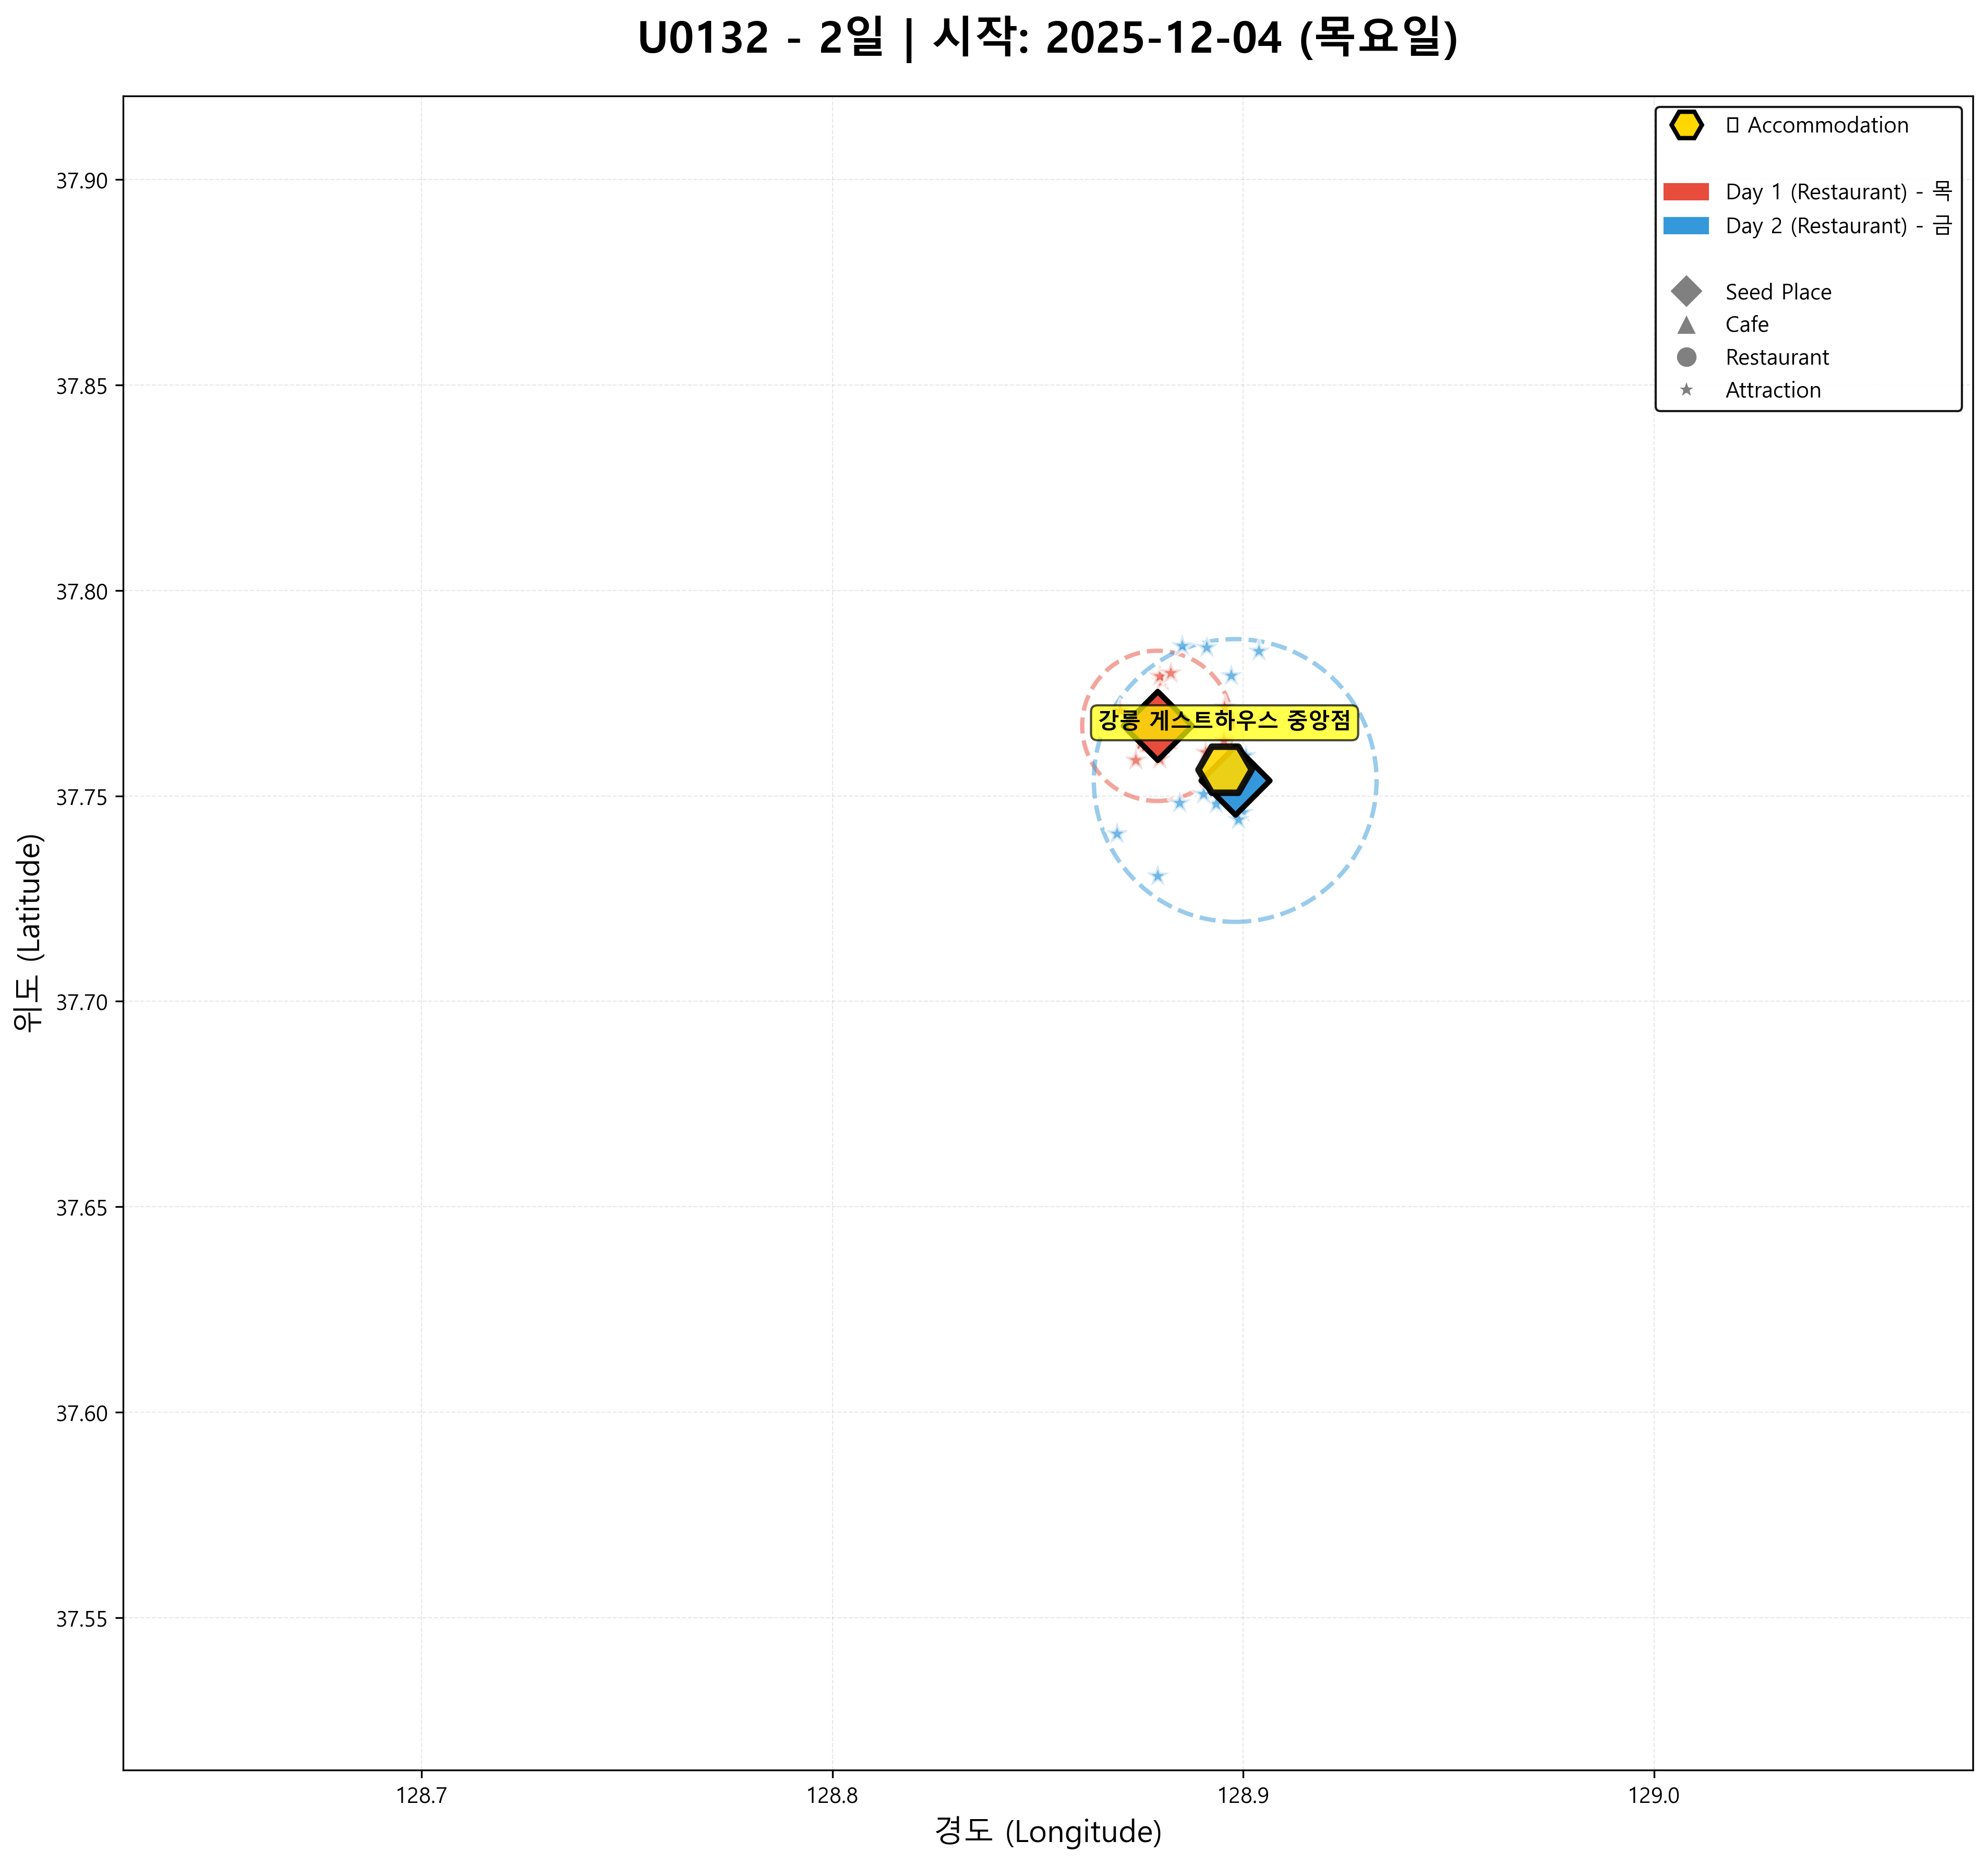 U0132 - 2일 | 시작: 2025-12-04 (목요일)
Accommodation
Day 1 (Restaurant) - 목
Day 2 (Restaurant) - 금
Seed Place
Cafe
Restaurant
Attraction
37.90
37.85
37.80
37.75
37.70
37.65
37.60
37.55
강릉 게스트하우스 중앙점
위도 (Latitude)
128.7
128.8
128.9
129.0
경도 (Longitude)